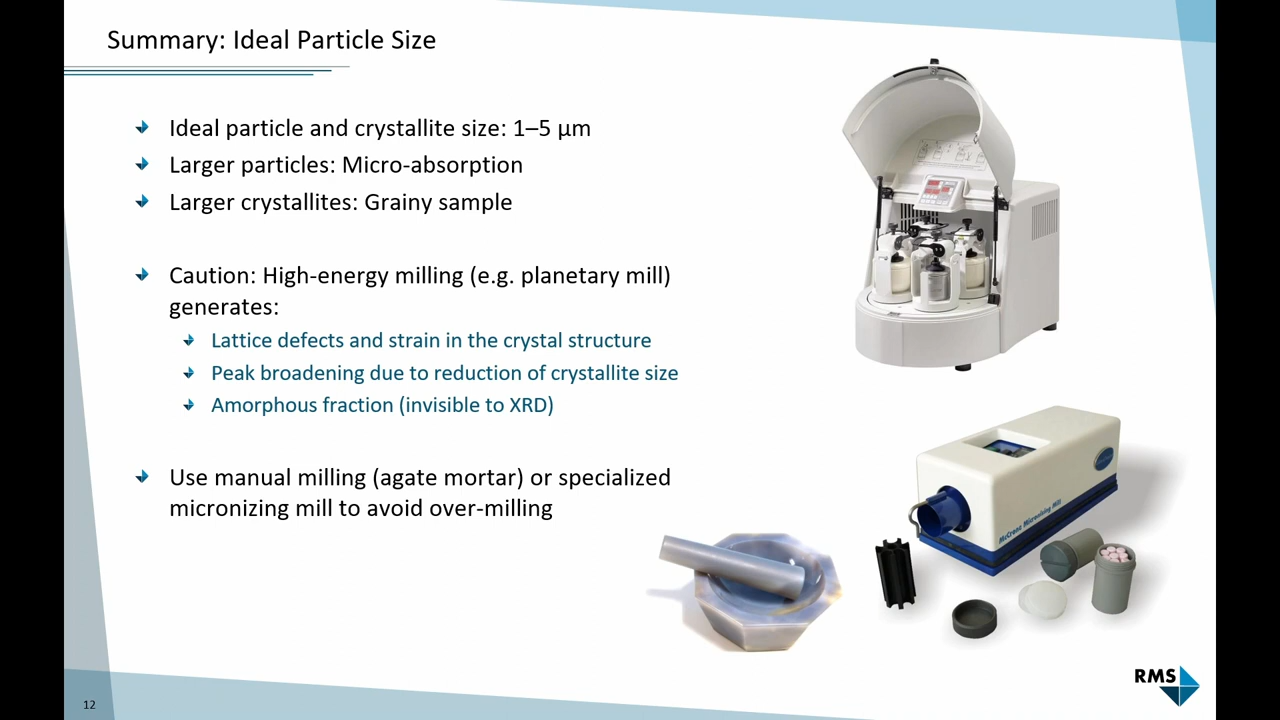 Summary: Ideal Particle Size
Ideal particle and crystallite size: 1–5 µm
Larger particles: Micro-absorption
Larger crystallites: Grainy sample
Caution: High-energy milling (e.g. planetary mill)
generates:
Lattice defects and strain in the crystal structure
Peak broadening due to reduction of crystallite size
Amorphous fraction (invisible to XRD)
Use manual milling (agate mortar) or specialized
micronizing mill to avoid over-milling
McCrone Micronising Mill
RMS
12